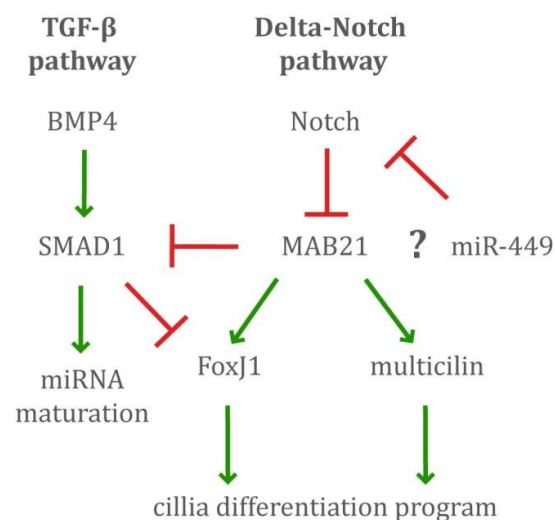 TGF-β
pathway
Delta-Notch
pathway
BMP4
Notch
SMAD1
MAB21
?
miR-449
miRNA
maturation
FoxJ1
multicilin
cillia differentiation program